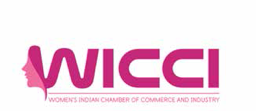 WICCI
WOMEN'S INDIAN CHAMBER OF COMMERCE AND INDUSTRY